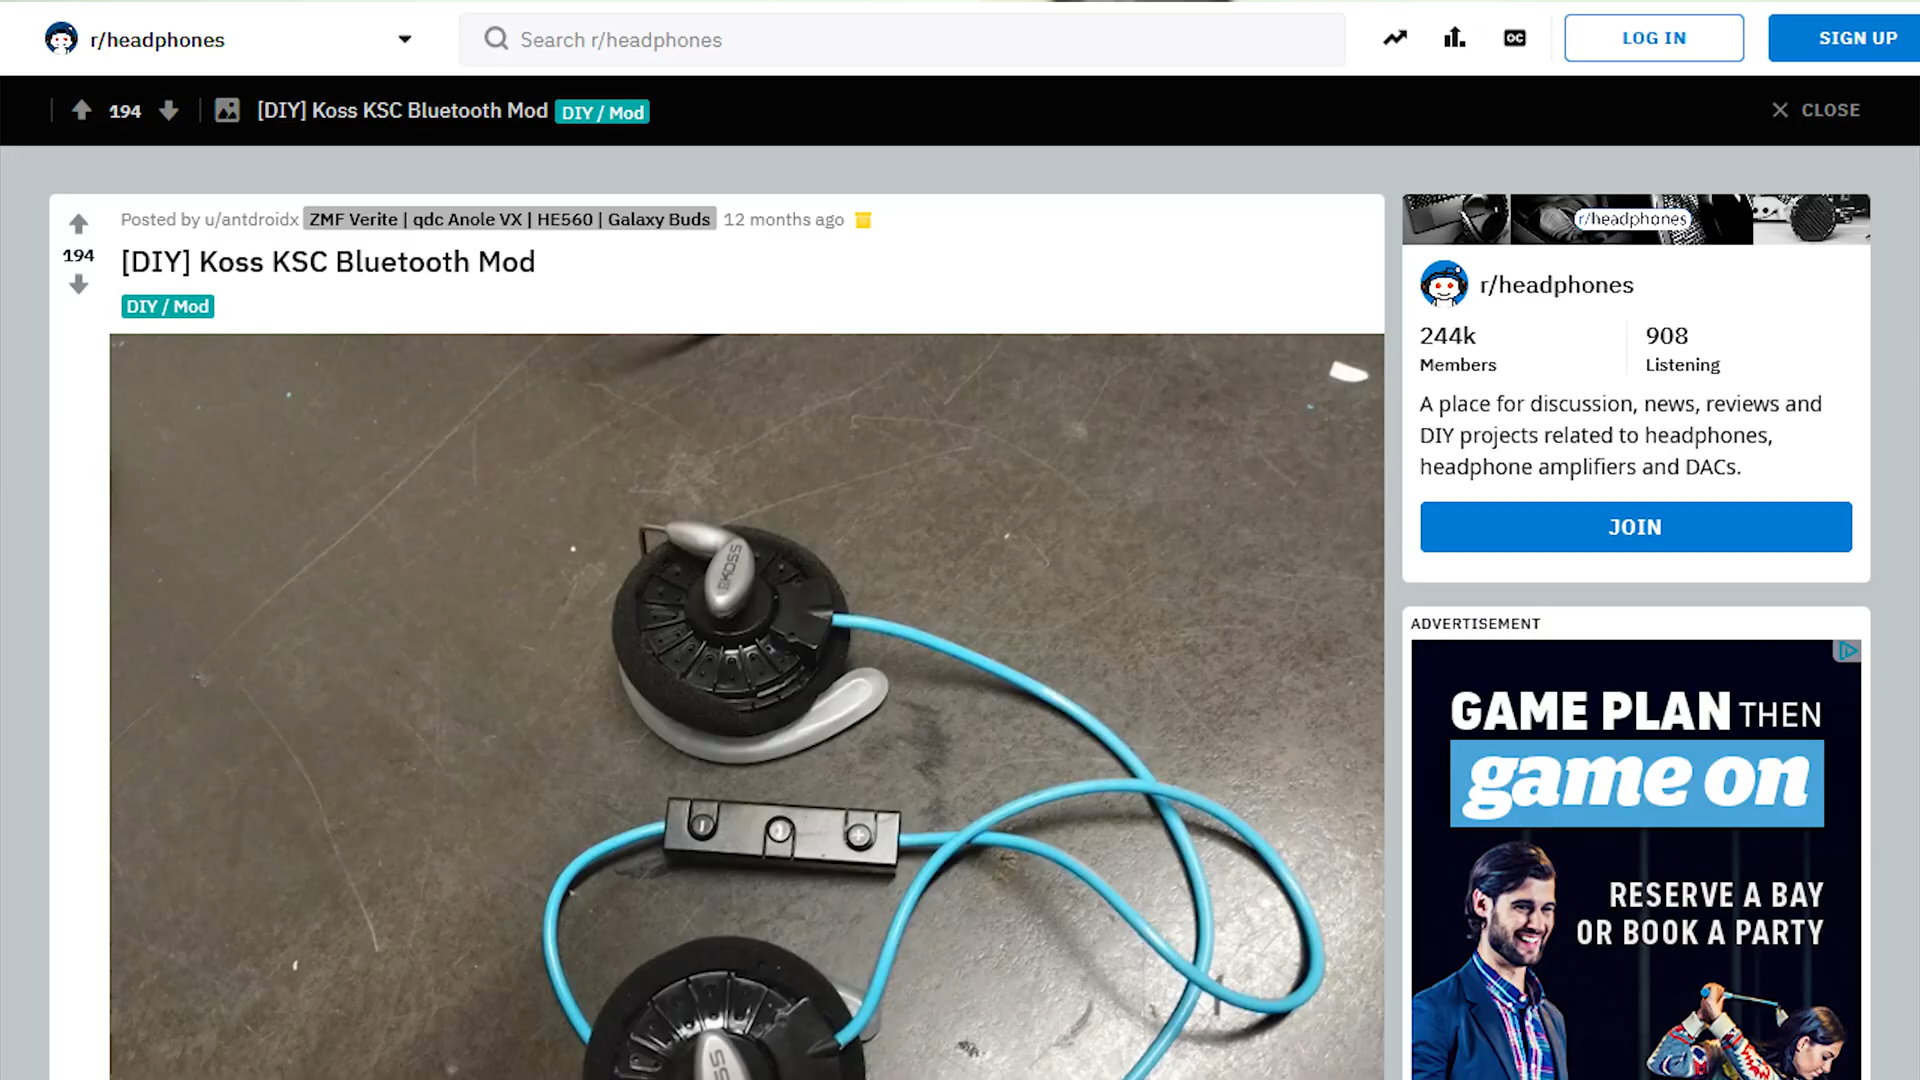 r/headphones
Search r/headphones
OC
LOG IN
SIGN UP
194
[DIY] Koss KSC Bluetooth Mod
DIY / Mod
CLOSE
Posted by u/antdroidx ZMF Verite | qdc Anole VX | HE560 | Galaxy Buds 12 months ago
194
[DIY] Koss KSC Bluetooth Mod
DIY / Mod
KOSS
r/headphones
r/headphones
244k
Members
908
Listening
A place for discussion, news, reviews and
DIY projects related to headphones,
headphone amplifiers and DACs.
JOIN
ADVERTISEMENT
GAME PLAN THEN
game on
RESERVE A BAY
OR BOOK A PARTY